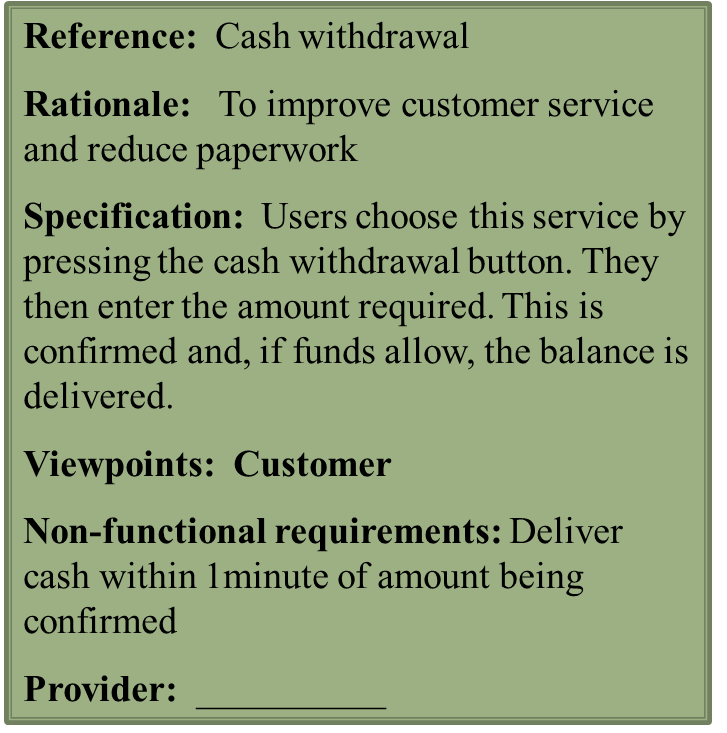 Reference: Cash withdrawal
Rationale: To improve customer service
and reduce paperwork
Specification: Users choose this service by
pressing the cash withdrawal button. They
then enter the amount required. This is
confirmed and, if funds allow, the balance is
delivered.
Viewpoints: Customer
Non-functional requirements: Deliver
cash within 1minute of amount being
confirmed
Provider: __________